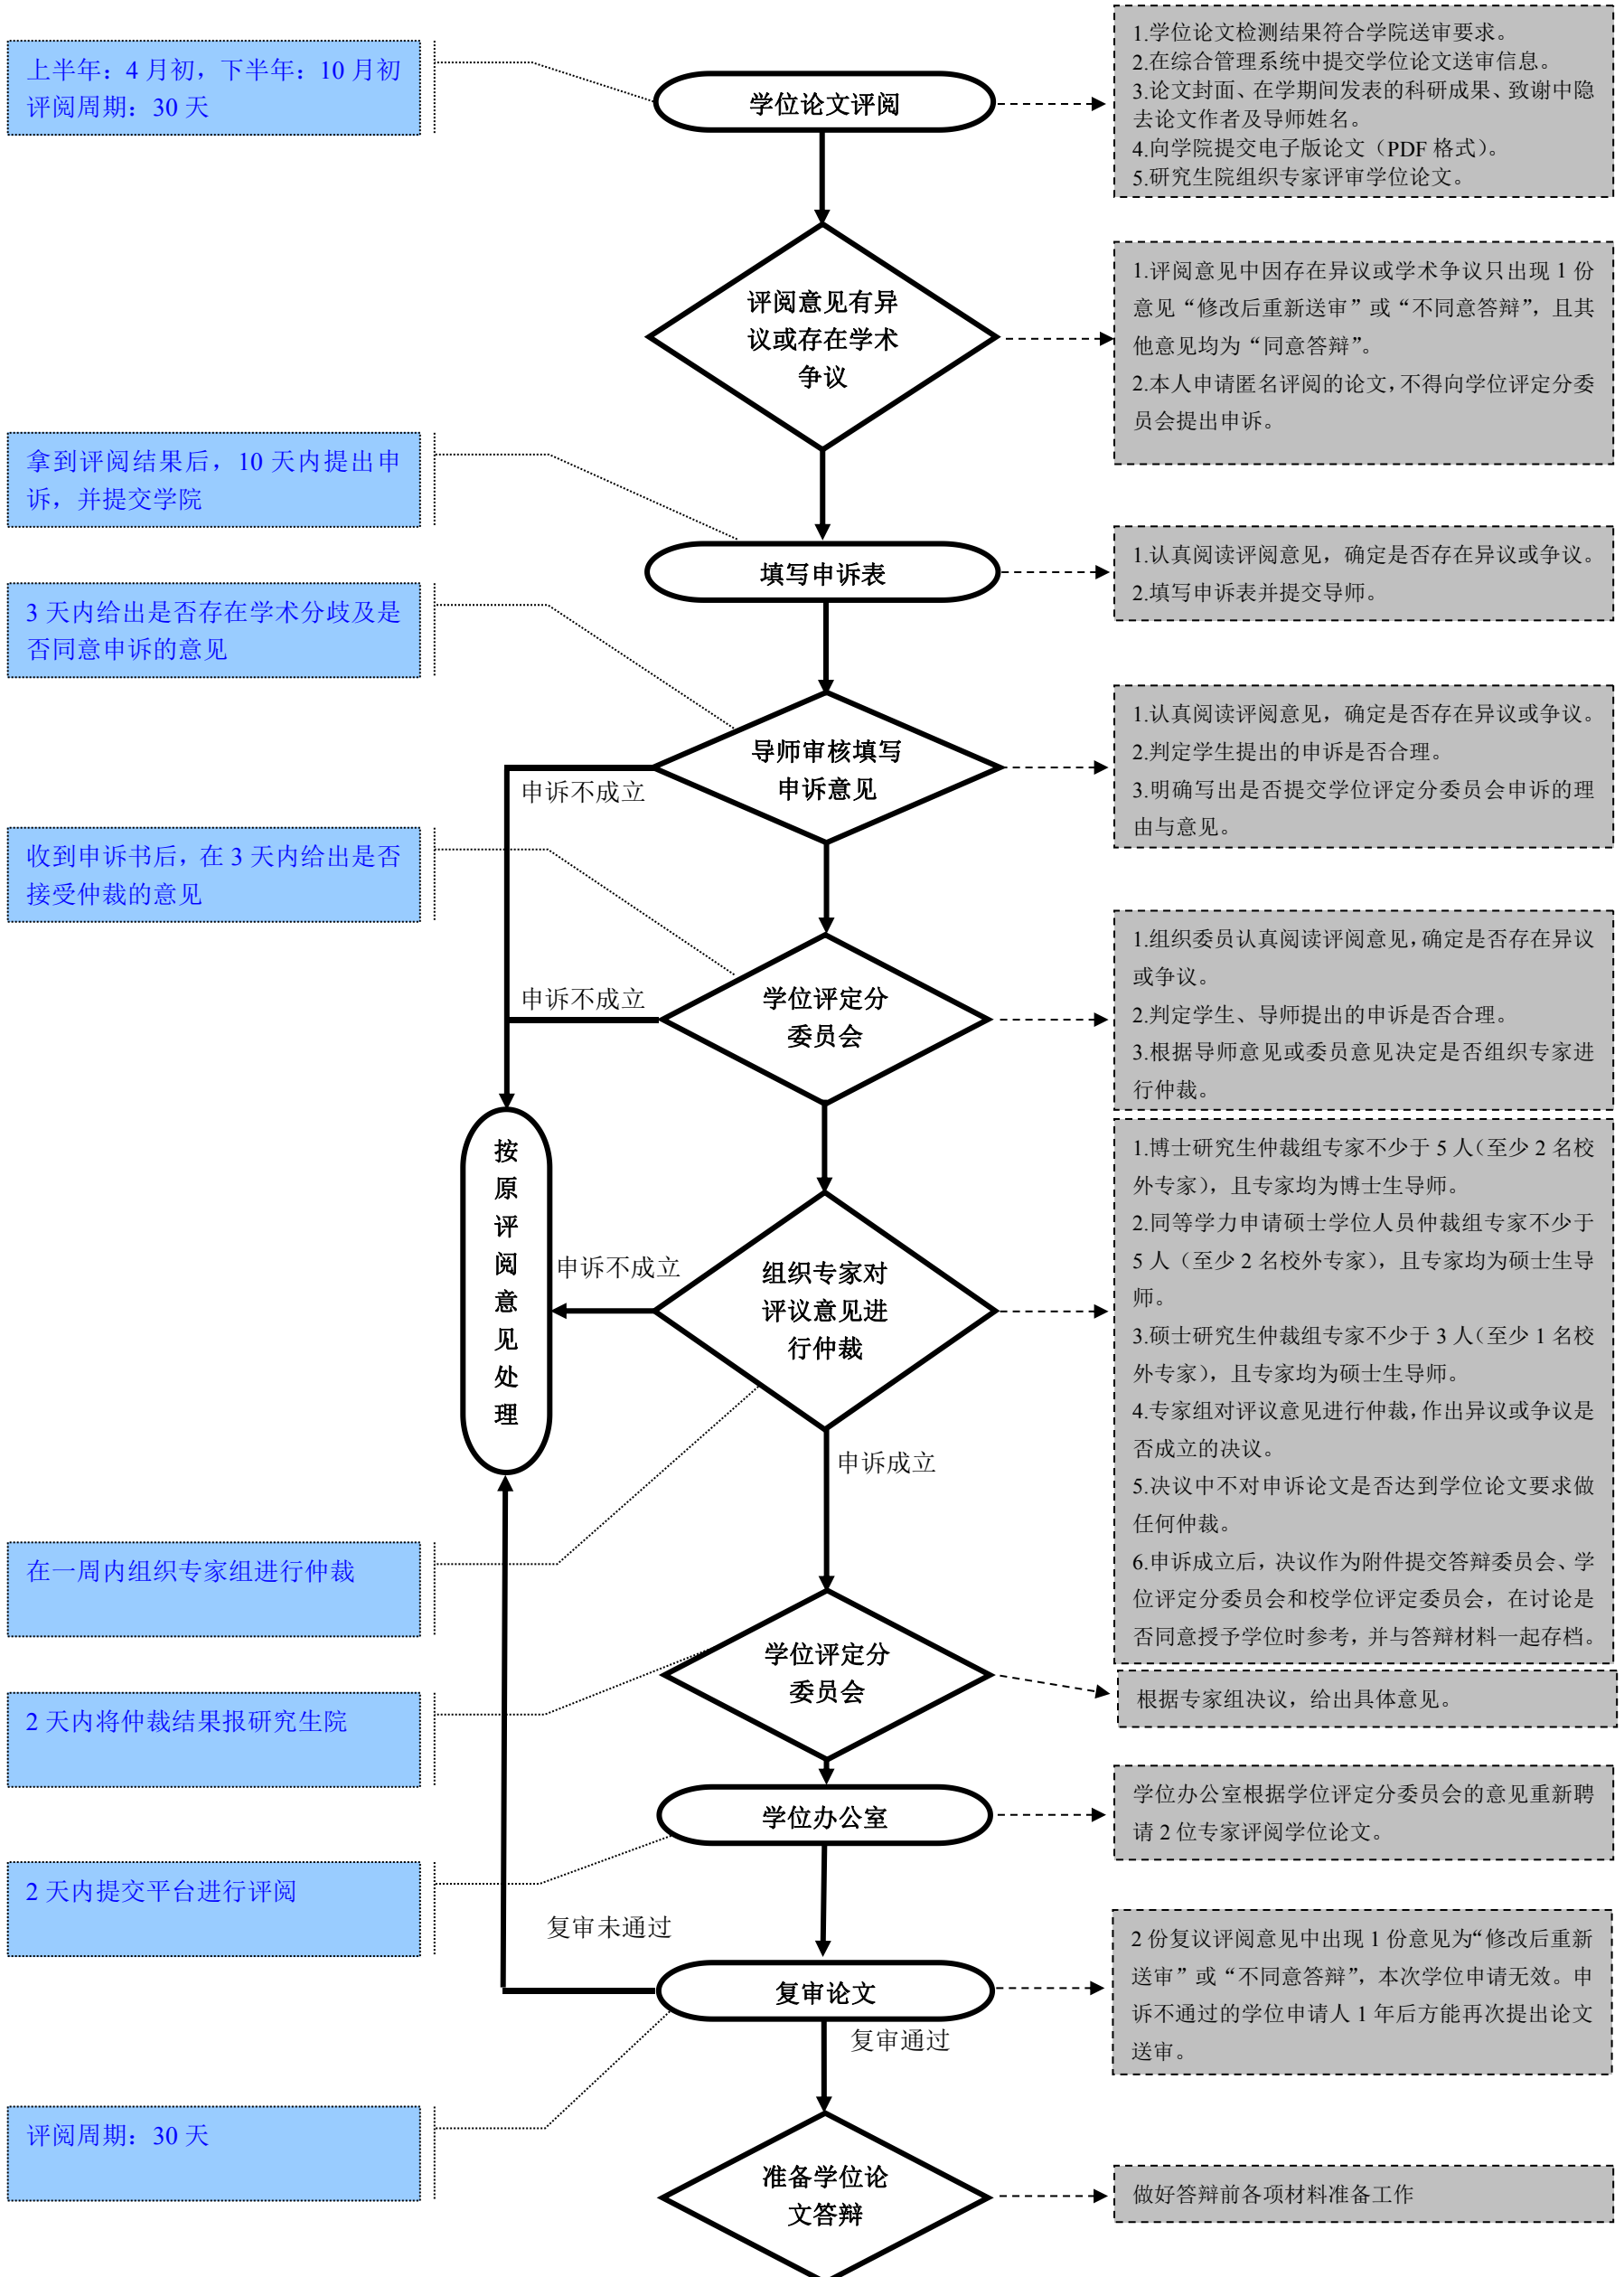 上半年：4 月初，下半年：10 月初
评阅周期：30 天
学位论文评阅
1.学位论文检测结果符合学院送审要求。
2.在综合管理系统中提交学位论文送审信息。
3.论文封面、在学期间发表的科研成果、致谢中隐
去论文作者及导师姓名。
4.向学院提交电子版论文（PDF 格式）。
5.研究生院组织专家评审学位论文。
评阅意见有异
议或存在学术
争议
1.评阅意见中因存在异议或学术争议只出现 1 份
意见“修改后重新送审”或“不同意答辩”，且其
他意见均为“同意答辩”。
2.本人申请匿名评阅的论文，不得向学位评定分委
员会提出申诉。
拿到评阅结果后，10 天内提出申
诉，并提交学院
填写申诉表
1.认真阅读评阅意见，确定是否存在异议或争议。
2.填写申诉表并提交导师。
3 天内给出是否存在学术分歧及是
否同意申诉的意见
导师审核填写
申诉意见
申诉不成立
1.认真阅读评阅意见，确定是否存在异议或争议。
2.判定学生提出的申诉是否合理。
3.明确写出是否提交学位评定分委员会申诉的理
由与意见。
收到申诉书后，在 3 天内给出是否
接受仲裁的意见
学位评定分
委员会
申诉不成立
1.组织委员认真阅读评阅意见，确定是否存在异议
或争议。
2.判定学生、导师提出的申诉是否合理。
3.根据导师意见或委员意见决定是否组织专家进
行仲裁。
按
原
评
阅
意
见
处
理
申诉不成立
组织专家对
评议意见进
行仲裁
申诉成立
1.博士研究生仲裁组专家不少于 5 人（至少 2 名校
外专家），且专家均为博士生导师。
2.同等学力申请硕士学位人员仲裁组专家不少于
5 人（至少 2 名校外专家），且专家均为硕士生导
师。
3.硕士研究生仲裁组专家不少于 3 人（至少 1 名校
外专家），且专家均为硕士生导师。
4.专家组对评议意见进行仲裁，作出异议或争议是
否成立的决议。
5.决议中不对申诉论文是否达到学位论文要求做
任何仲裁。
6.申诉成立后，决议作为附件提交答辩委员会、学
位评定分委员会和校学位评定委员会，在讨论是
否同意授予学位时参考，并与答辩材料一起存档。
在一周内组织专家组进行仲裁
学位评定分
委员会
根据专家组决议，给出具体意见。
2 天内将仲裁结果报研究生院
学位办公室
学位办公室根据学位评定分委员会的意见重新聘
请 2 位专家评阅学位论文。
2 天内提交平台进行评阅
复审未通过
复审论文
复审通过
2 份复议评阅意见中出现 1 份意见为“修改后重新
送审”或“不同意答辩”，本次学位申请无效。申
诉不通过的学位申请人 1 年后方能再次提出论文
送审。
评阅周期：30 天
准备学位论
文答辩
做好答辩前各项材料准备工作